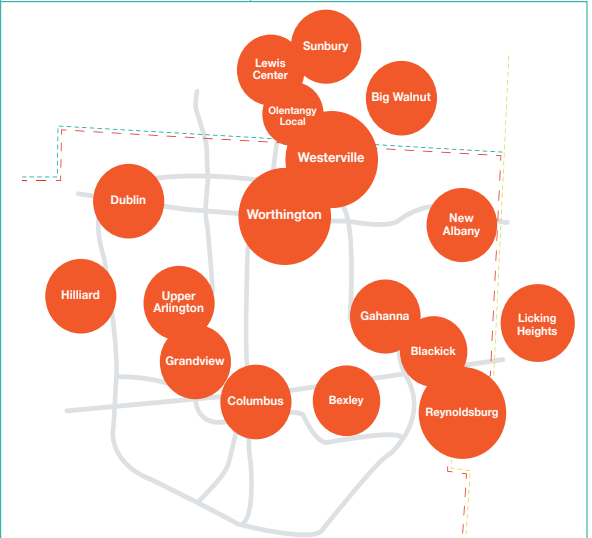 Sunbury
Lewis
Center
Big Walnut
Olentangy
Local
Westerville
Dublin
Worthington
New
Albany
Hilliard
Upper
Arlington
Gahanna
Licking
Heights
Blackick
Grandview
Columbus
Bexley
Reynoldsburg